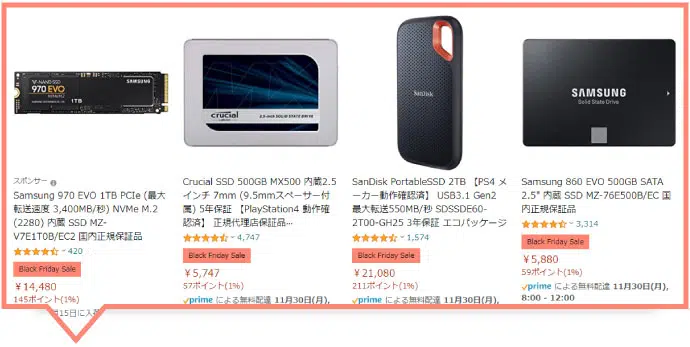 V-NAND SSD
970 EVO
SAMSUNG
1TB
crucial
2.5-inch SOLID STATE DRIVE
SanDisk
SAMSUNG
Solid State Drive
スポンサー
Samsung 970 EVO 1TB PCIe (最大
転送速度 3,400MB/秒) NVMe M.2
(2280) 内蔵 SSD MZ-
V7E1T0B/EC2 国内正規保証品
420
Black Friday Sale
￥14,480
145ポイント(1%)
月15日に入荷
Crucial SSD 500GB MX500 内蔵2.5
インチ 7mm (9.5mmスペーサー付
属) 5年保証 【PlayStation4 動作確
認済】 正規代理店保証品…
4,747
Black Friday Sale
￥5,747
57ポイント(1%)
prime による無料配達 11月30日(月),
SanDisk PortableSSD 2TB 【PS4 メ
ーカー動作確認済】 USB3.1 Gen2
最大転送550MB/秒 SDSSDE60-
2T00-GH25 3年保証 エコパッケージ
1,574
Black Friday Sale
￥21,080
211ポイント(1%)
prime による無料配達 11月30日(月),
Samsung 860 EVO 500GB SATA
2.5" 内蔵 SSD MZ-76E500B/EC 国
内正規保証品
3,314
Black Friday Sale
￥5,880
59ポイント(1%)
prime による無料配達 11月30日(月),
8:00 - 12:00